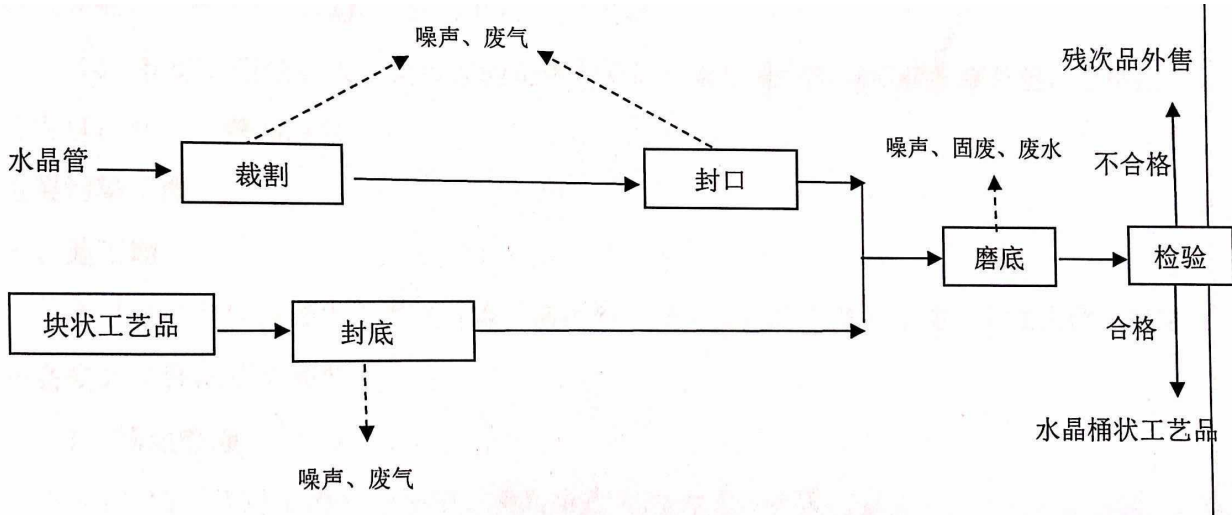 噪声、废气
残次品外售
水晶管
裁割
封口
噪声、固废、废水
不合格
磨底
检验
块状工艺品
封底
合格
水晶桶状工艺品
噪声、废气